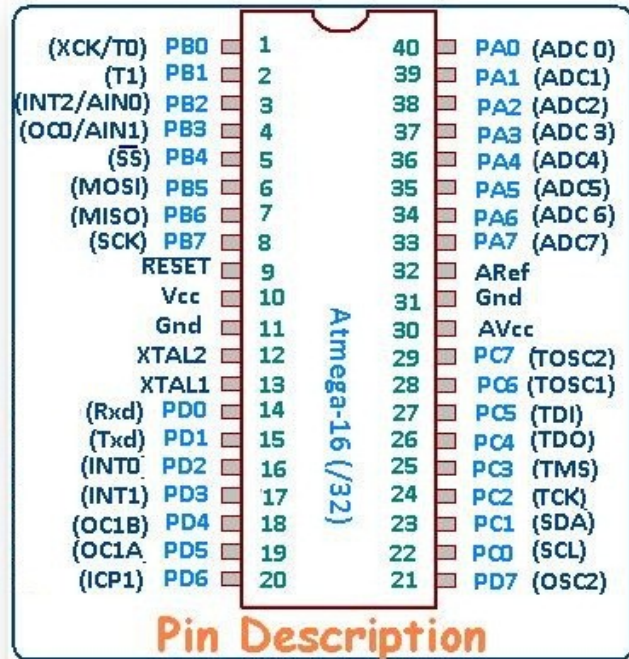 (XCK/T0) PB0 1 40 PA0 (ADC 0)
(T1) PB1 2 39 PA1 (ADC1)
(INT2/AIN0) PB2 3 38 PA2 (ADC2)
(OC0/AIN1) PB3 4 37 PA3 (ADC 3)
(S̅S̅) PB4 5 36 PA4 (ADC4)
(MOSI) PB5 6 35 PA5 (ADC5)
(MISO) PB6 7 34 PA6 (ADC 6)
(SCK) PB7 8 33 PA7 (ADC7)
R̅E̅S̅E̅T̅ 9 32 ARef
Vcc 10 31 Gnd
Gnd 11 30 AVcc
XTAL2 12 29 PC7 (TOSC2)
XTAL1 13 28 PC6 (TOSC1)
(Rxd) PD0 14 27 PC5 (TDI)
(Txd) PD1 15 26 PC4 (TDO)
(INT0 PD2 16 25 PC3 (TMS)
(INT1) PD3 17 24 PC2 (TCK)
(OC1B) PD4 18 23 PC1 (SDA)
(OC1A PD5 19 22 PC0 (SCL)
(ICP1) PD6 20 21 PD7 (OSC2)
Atmega-16 (/32)
Pin Description